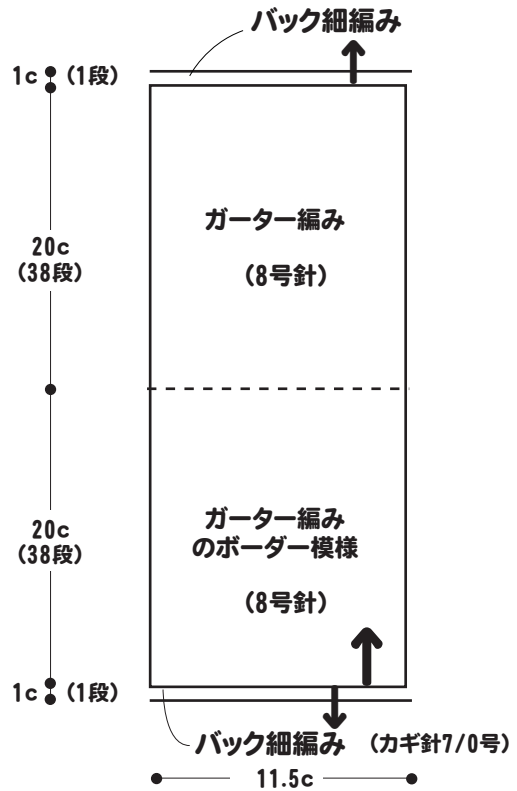 バック細編み
1c (1段)
ガーター編み
(8号針)
20c
(38段)
ガーター編み
のボーダー模様
(8号針)
20c
(38段)
1c (1段)
バック細編み (カギ針7/0号)
11.5c